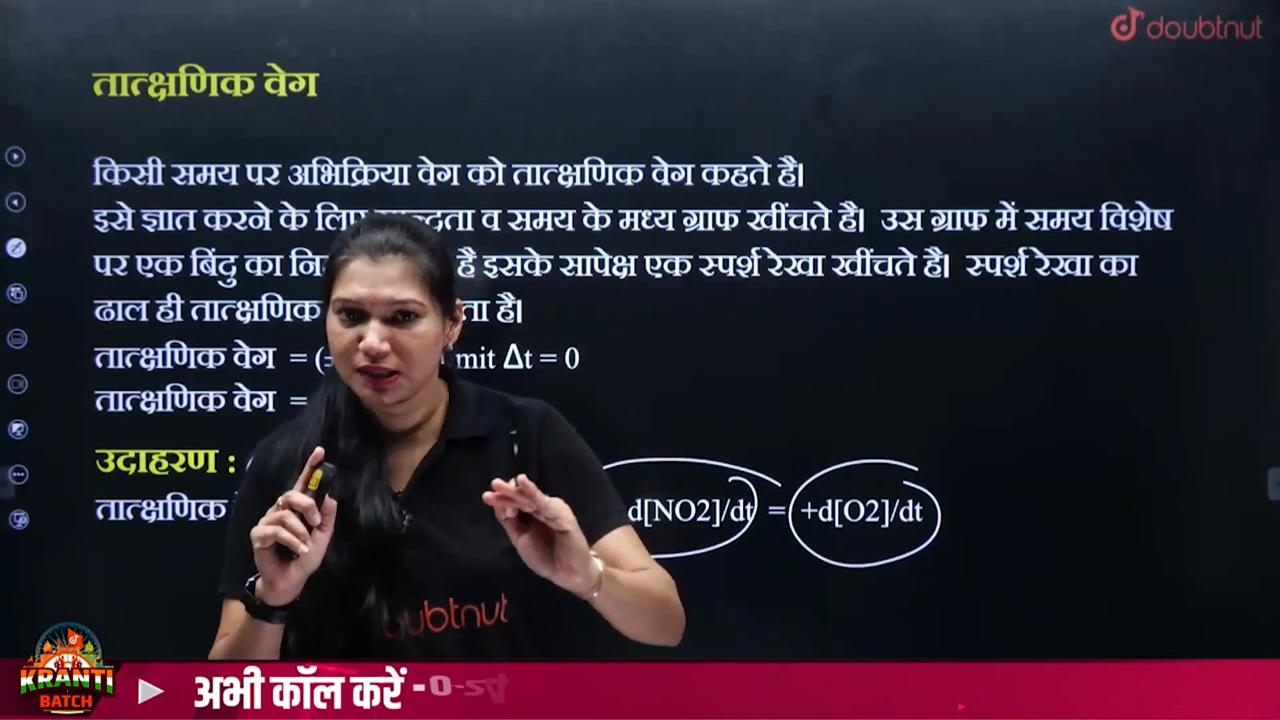 doubtnut
तात्क्षणिक वेग
किसी समय पर अभिक्रिया वेग को तात्क्षणिक वेग कहते है।
इसे ज्ञात करने के व समय के मध्य ग्राफ खींचते है। उस ग्राफ में समय विशेष
पर एक बिंदु का है इसके सापेक्ष एक स्पर्श रेखा खींचते है। स्पर्श रेखा का
ढाल ही तात्क्षणिक है।
तात्क्षणिक वेग = Δt = 0
तात्क्षणिक वेग =
उदाहरण :
तात्क्षणिक d[NO2]/dt = +d[O2]/dt
doubtnut
KRANTI
BATCH
अभी कॉल करें -